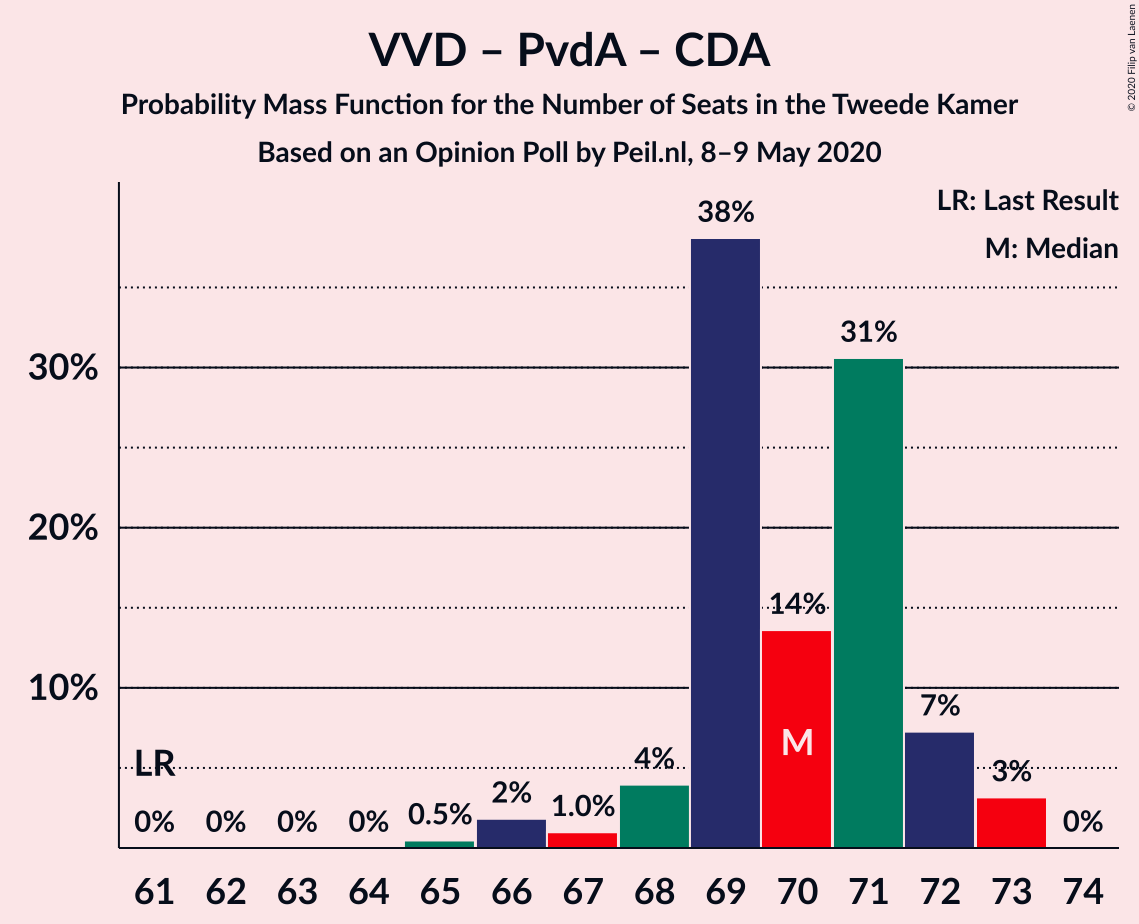 VVD – PvdA – CDA
Probability Mass Function for the Number of Seats in the Tweede Kamer
Based on an Opinion Poll by Peil.nl, 8–9 May 2020
© 2020 Filip van Laenen
LR: Last Result
M: Median
30%
20%
10%
LR
0%
0%
0%
0%
0.5%
2%
1.0%
4%
38%
14%
M
31%
7%
3%
0%
61 62 63 64 65 66 67 68 69 70 71 72 73 74